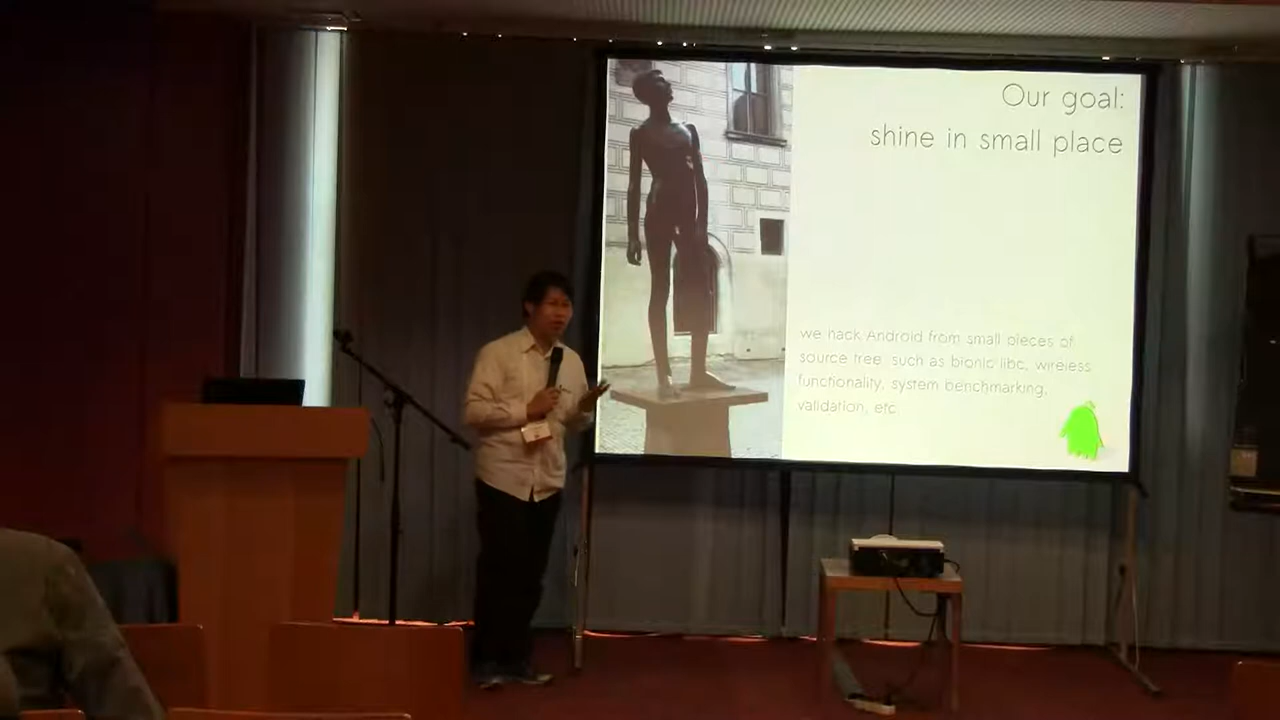 Our goal:
shine in small place
we hack Android from small pieces of
source tree, such as bionic libc, wireless
functionality, system benchmarking,
validation, etc